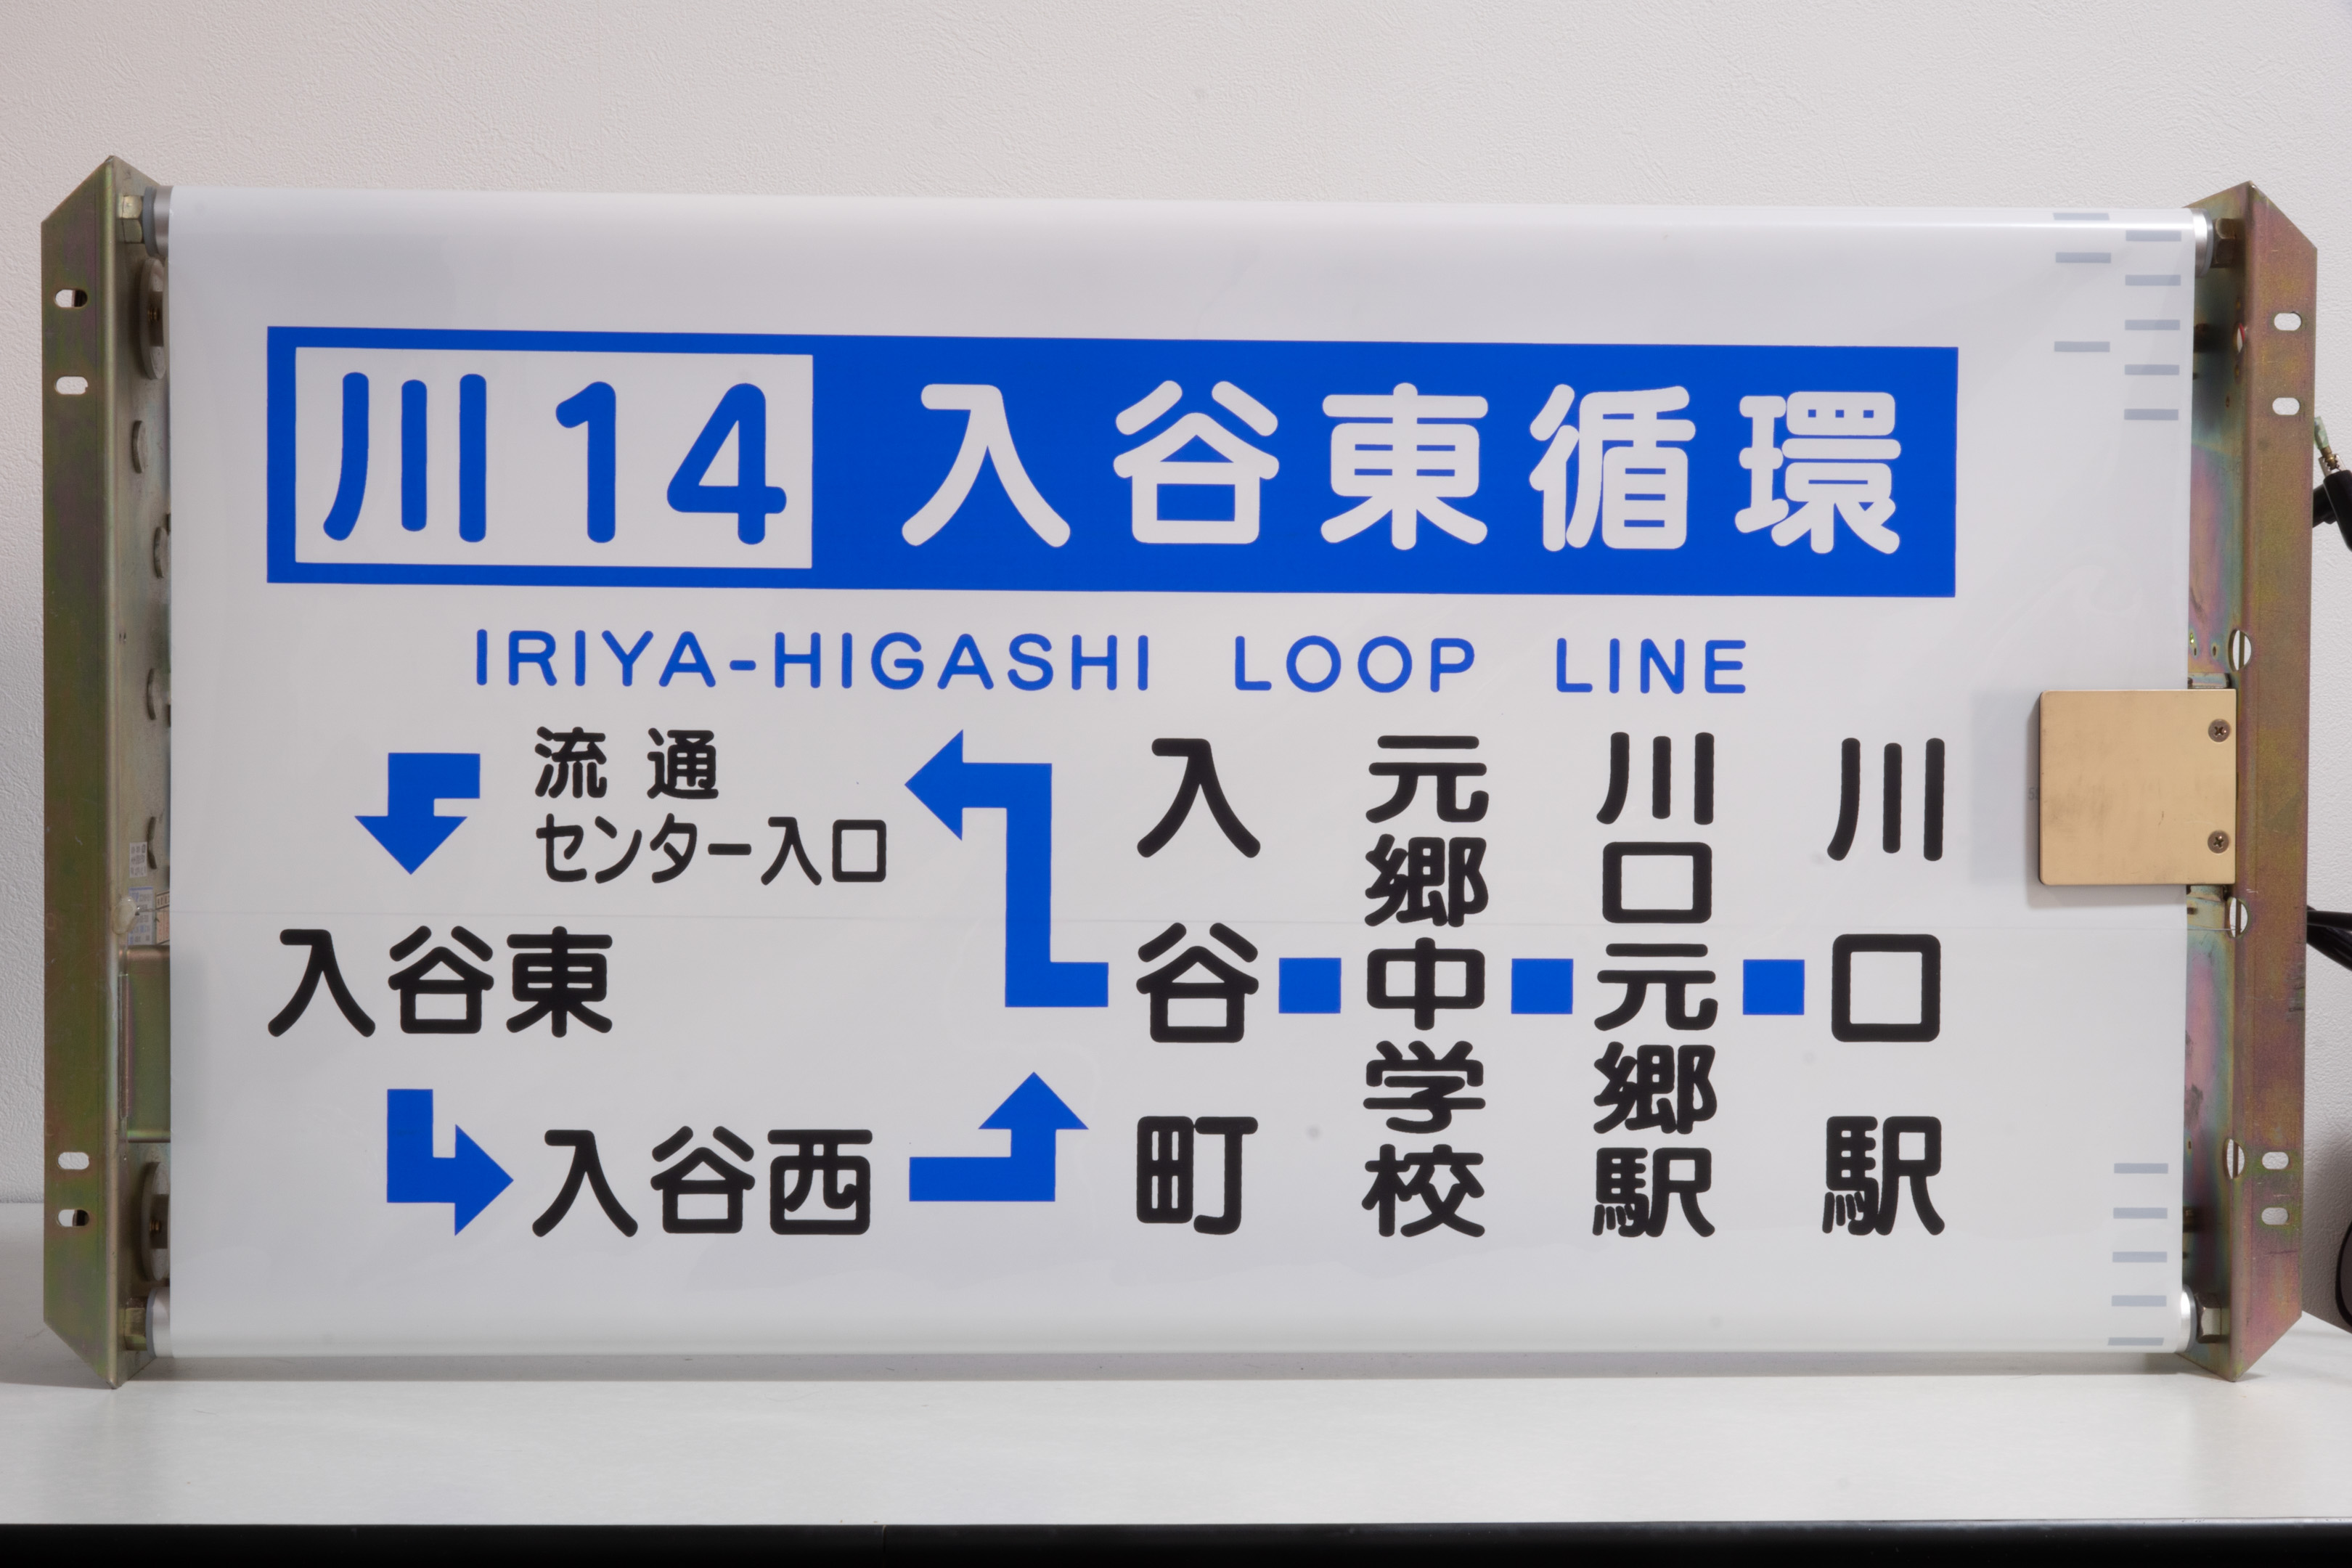 川14 入谷東循環
IRIYA-HIGASHI LOOP LINE
川口駅
川口元郷駅
元郷中学校
入谷町
流通
センター入口
入谷東
入谷西